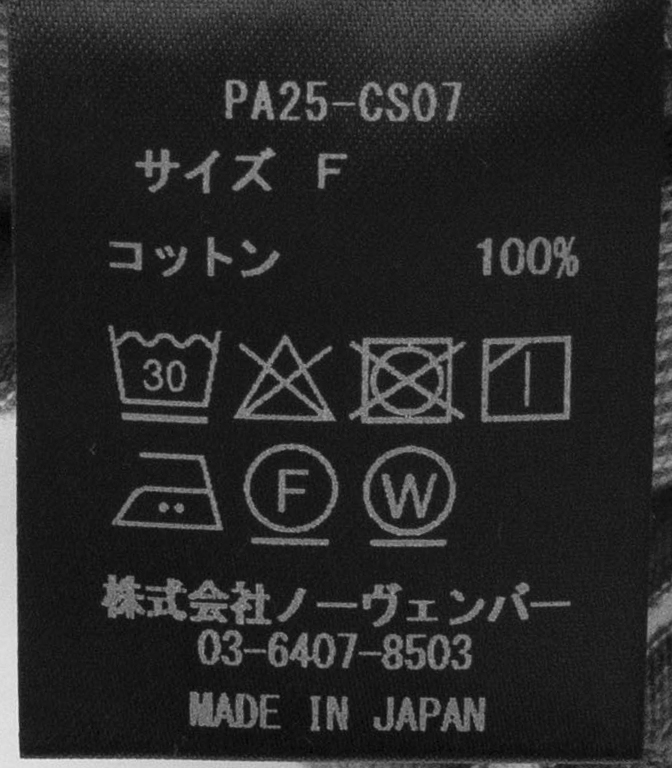 PA25-CS07
サイズ F
コットン 100%
30
F W
株式会社ノーヴェンバー
03-6407-8503
MADE IN JAPAN